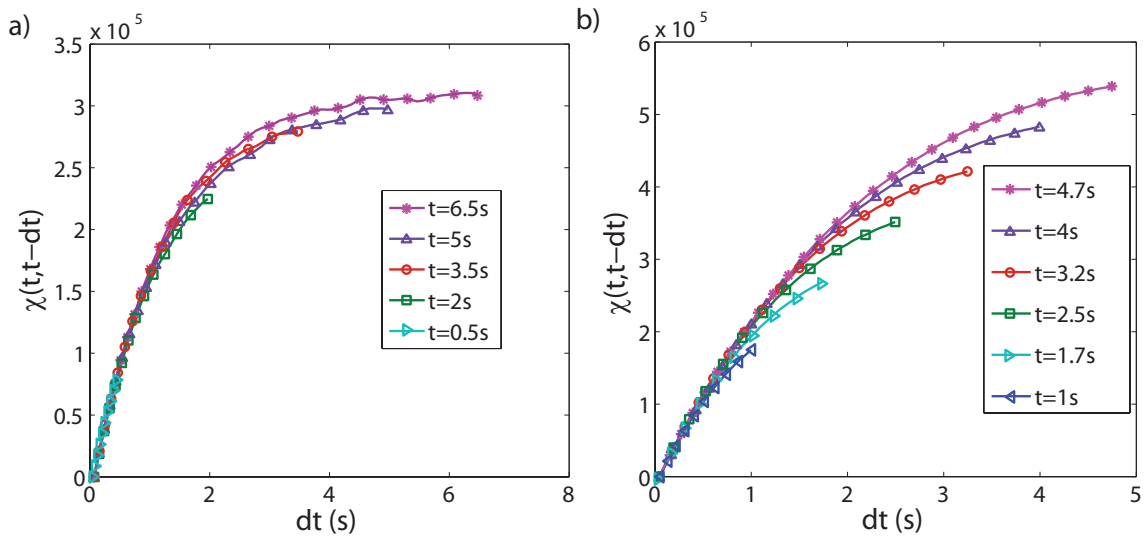 a)
x 10^5
3.5
3
2.5
2
1.5
1
0.5
0
χ(t,t−dt)
0 2 4 6 8
dt (s)
t=6.5s
t=5s
t=3.5s
t=2s
t=0.5s
b)
x 10^5
6
5
4
3
2
1
0
χ(t,t−dt)
0 1 2 3 4 5
dt (s)
t=4.7s
t=4s
t=3.2s
t=2.5s
t=1.7s
t=1s